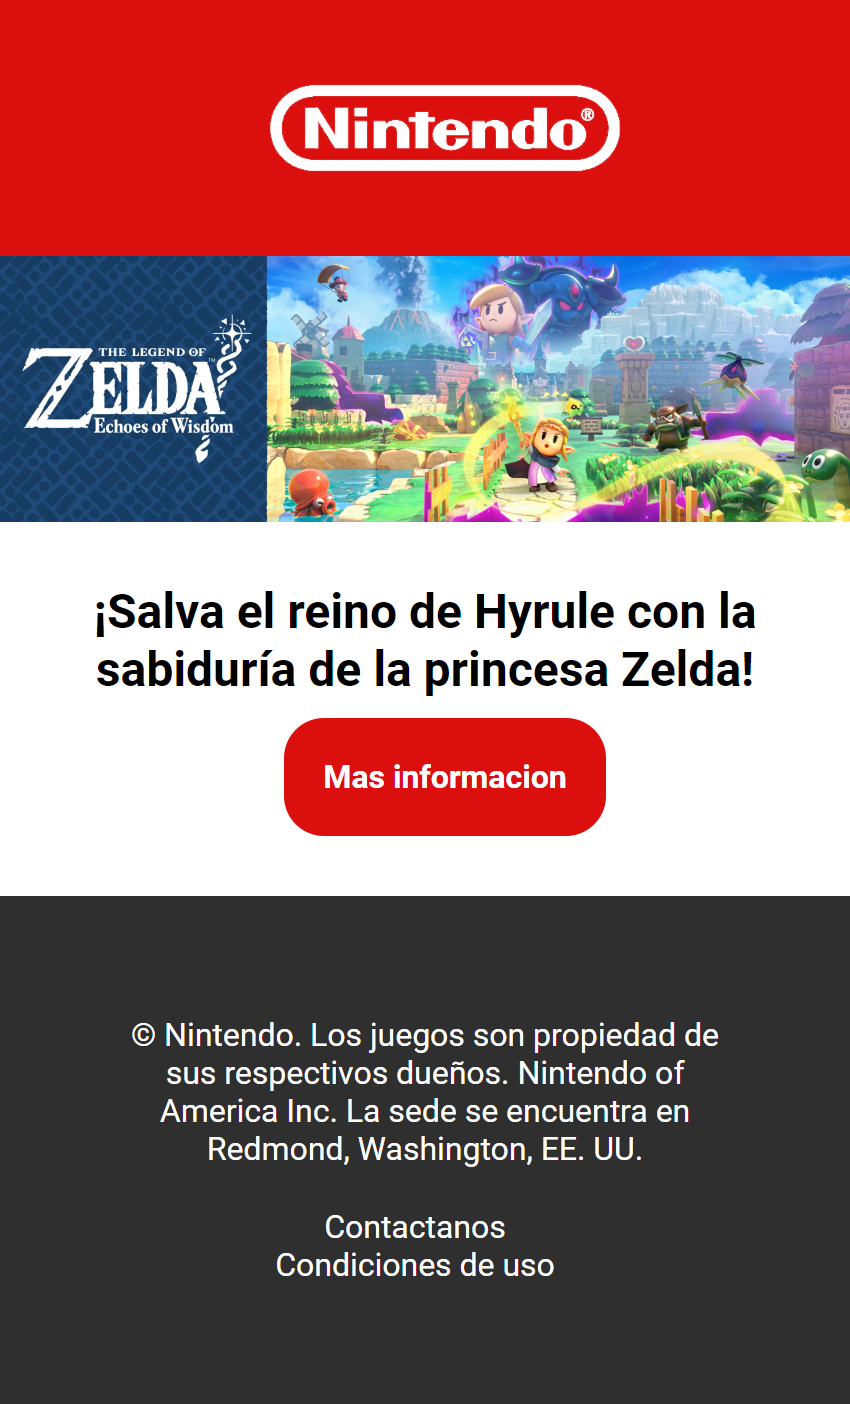 Nintendo®
THE LEGEND OF
ZELDA™
Echoes of Wisdom
¡Salva el reino de Hyrule con la
sabiduría de la princesa Zelda!
Mas informacion
© Nintendo. Los juegos son propiedad de
sus respectivos dueños. Nintendo of
America Inc. La sede se encuentra en
Redmond, Washington, EE. UU.
Contactanos
Condiciones de uso